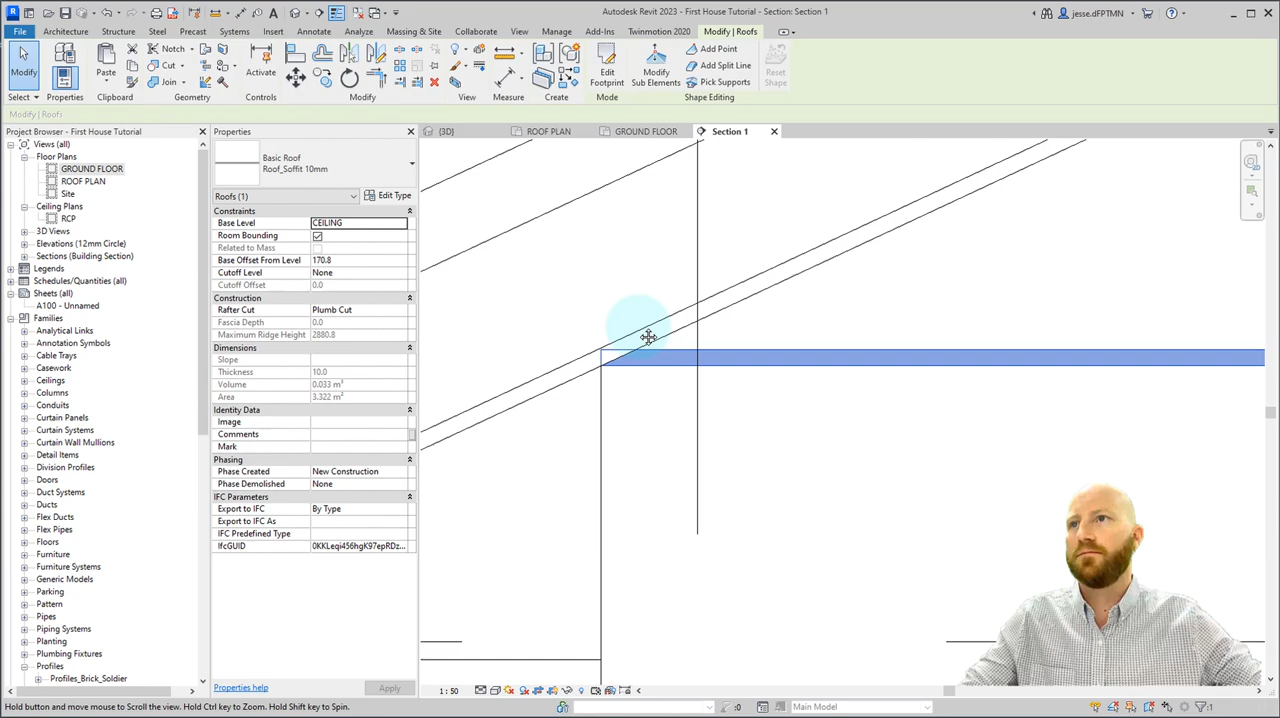 Autodesk Revit 2023 - First House Tutorial - Section: Section 1
jesse.dFPTMN
File Architecture Structure Steel Precast Systems Insert Annotate Analyze Massing & Site Collaborate View Manage Add-Ins Twinmotion 2020 Modify | Roofs
Notch
Cut
Join
Modify
Paste
Activate
Edit Footprint
Modify Sub Elements
Add Point
Add Split Line
Pick Supports
Reset Shape
Select Properties Clipboard Geometry Controls Modify View Measure Create Mode Shape Editing
Modify | Roofs
Project Browser - First House Tutorial
Views (all)
Floor Plans
GROUND FLOOR
ROOF PLAN
Site
Ceiling Plans
RCP
3D Views
Elevations (12mm Circle)
Sections (Building Section)
Legends
Schedules/Quantities (all)
Sheets (all)
A100 - Unnamed
Families
Analytical Links
Annotation Symbols
Cable Trays
Casework
Ceilings
Columns
Conduits
Curtain Panels
Curtain Systems
Curtain Wall Mullions
Detail Items
Division Profiles
Doors
Duct Systems
Ducts
Flex Ducts
Flex Pipes
Floors
Furniture
Furniture Systems
Generic Models
Parking
Pattern
Pipes
Piping Systems
Planting
Plumbing Fixtures
Profiles
Profiles_Brick_Soldier
Properties
Basic Roof
Roof_Soffit 10mm
Roofs (1)
Edit Type
Constraints
Base Level CEILING
Room Bounding
Related to Mass
Base Offset From Level 170.8
Cutoff Level None
Cutoff Offset 0.0
Construction
Rafter Cut Plumb Cut
Fascia Depth 0.0
Maximum Ridge Height 2880.8
Dimensions
Slope
Thickness 10.0
Volume 0.033 m³
Area 3.322 m²
Identity Data
Image
Comments
Mark
Phasing
Phase Created New Construction
Phase Demolished None
IFC Parameters
Export to IFC By Type
Export to IFC As
IFC Predefined Type
IfcGUID 0KKLeqi456hgK97epRDz...
Properties help
Apply
{3D} ROOF PLAN GROUND FLOOR Section 1
1 : 50
Hold button and move mouse to Scroll the view. Hold Ctrl key to Zoom. Hold Shift key to Spin.
:0
Main Model
:1